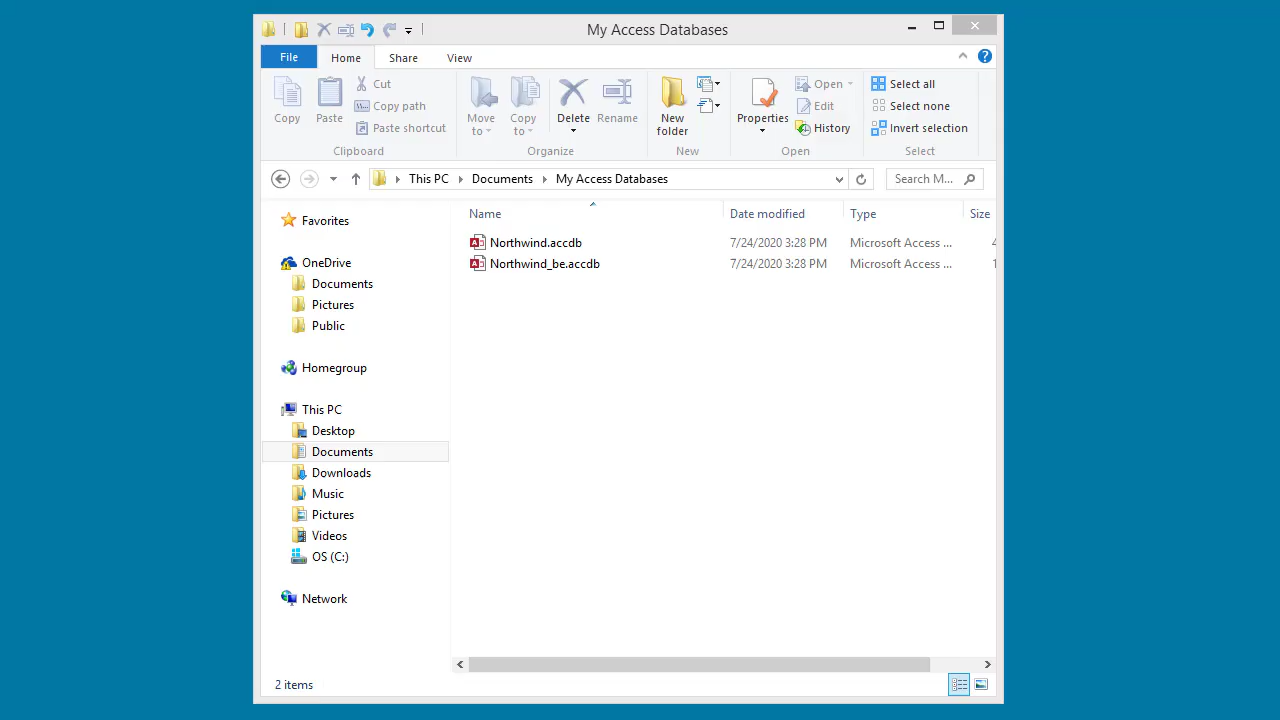 My Access Databases
File Home Share View
Copy
Paste
Cut
Copy path
Paste shortcut
Clipboard
Move to
Copy to
Delete
Rename
Organize
New folder
New
Properties
Open
Edit
History
Open
Select all
Select none
Invert selection
Select
This PC Documents My Access Databases
Search M...
Name Date modified Type Size
Northwind.accdb 7/24/2020 3:28 PM Microsoft Access ...
Northwind_be.accdb 7/24/2020 3:28 PM Microsoft Access ...
Favorites
OneDrive
Documents
Pictures
Public
Homegroup
This PC
Desktop
Documents
Downloads
Music
Pictures
Videos
OS (C:)
Network
2 items